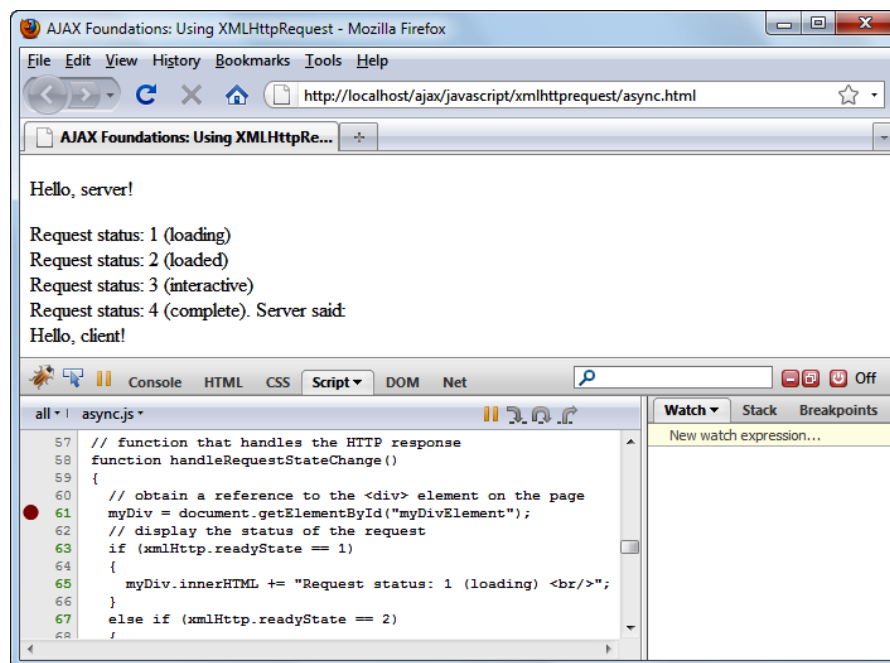 AJAX Foundations: Using XMLHttpRequest - Mozilla Firefox
File Edit View History Bookmarks Tools Help
http://localhost/ajax/javascript/xmlhttprequest/async.html
AJAX Foundations: Using XMLHttpRe...
Hello, server!
Request status: 1 (loading)
Request status: 2 (loaded)
Request status: 3 (interactive)
Request status: 4 (complete). Server said:
Hello, client!
Console HTML CSS Script DOM Net Off
all async.js Watch Stack Breakpoints
New watch expression...
57 // function that handles the HTTP response
58 function handleRequestStateChange()
59 {
60 // obtain a reference to the <div> element on the page
61 myDiv = document.getElementById("myDivElement");
62 // display the status of the request
63 if (xmlHttp.readyState == 1)
64 {
65 myDiv.innerHTML += "Request status: 1 (loading) <br/>";
66 }
67 else if (xmlHttp.readyState == 2)
68 {